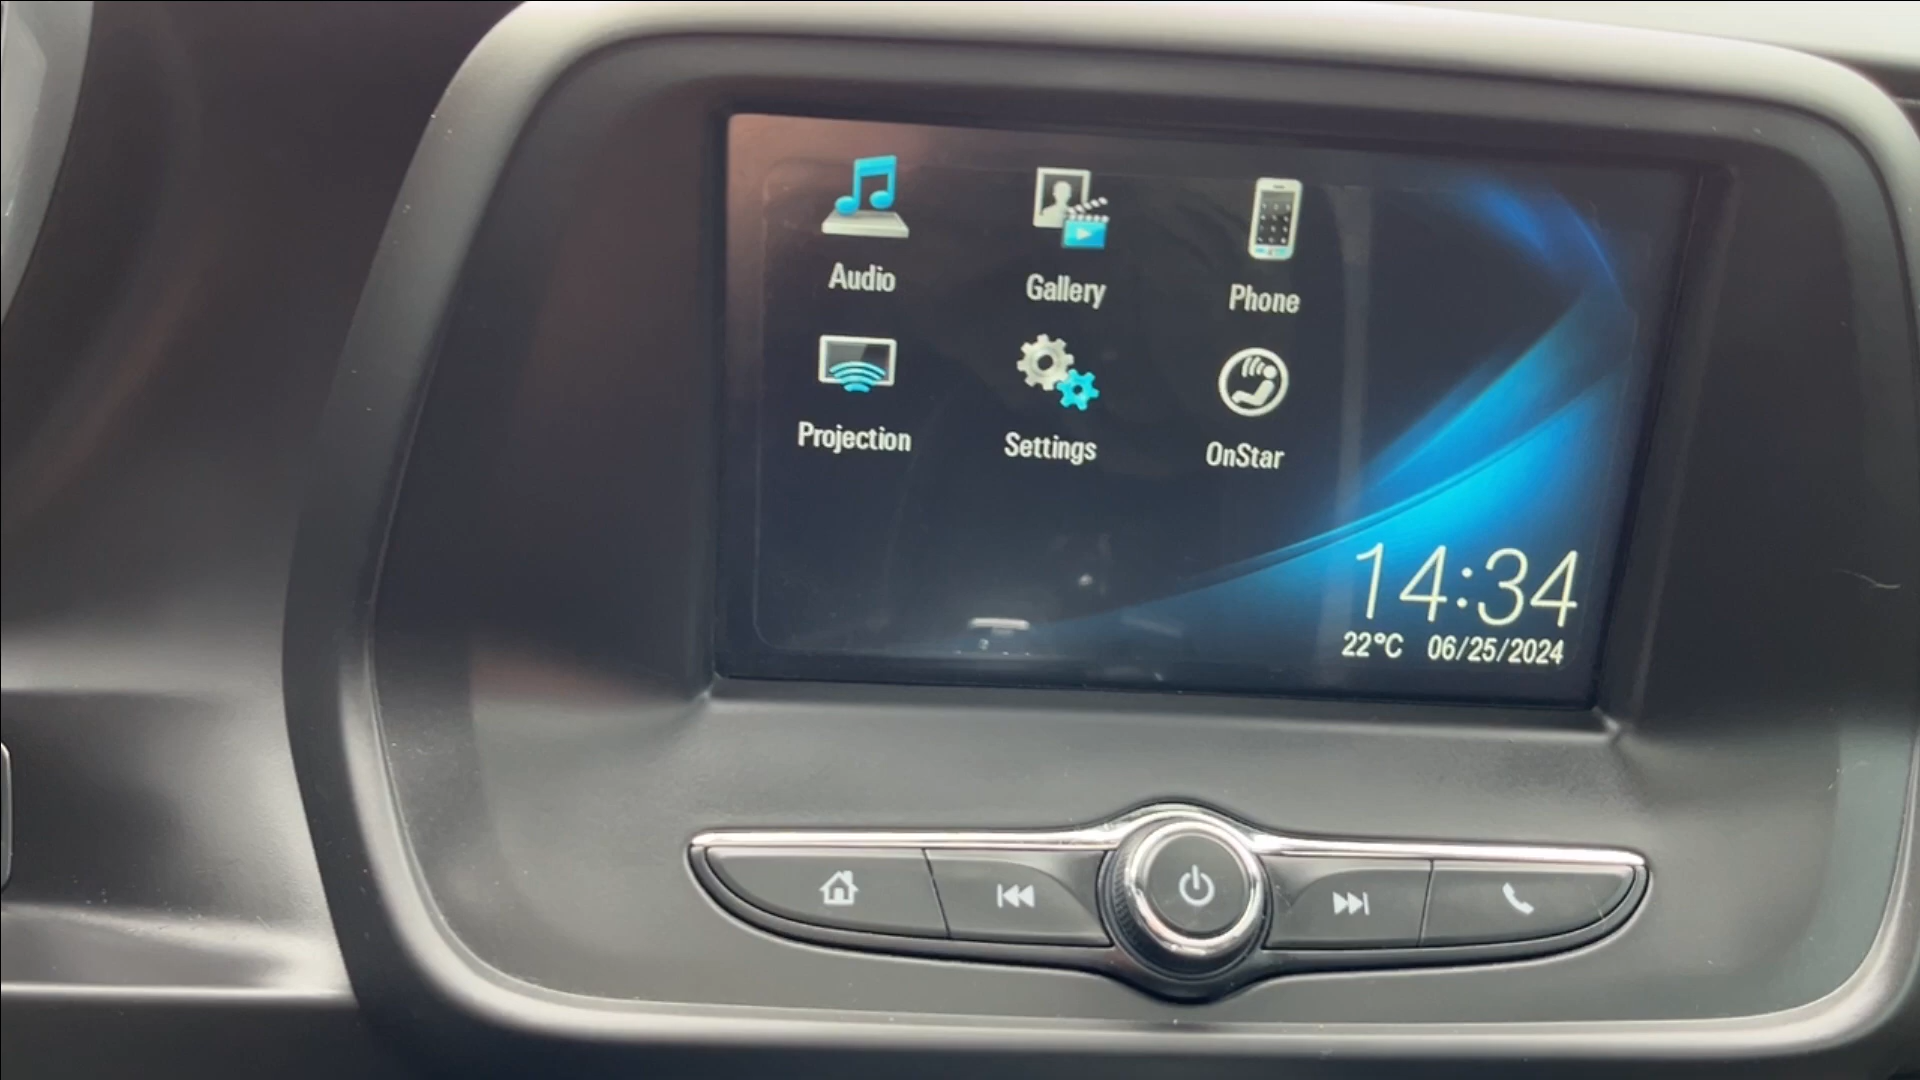 Audio
Gallery
Phone
Projection
Settings
OnStar
14:34
22°C 06/25/2024